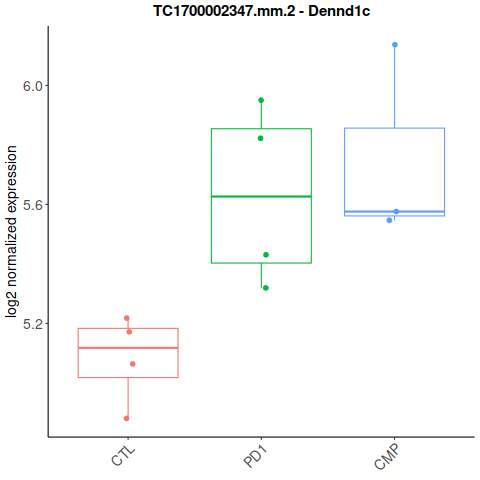 TC1700002347.mm.2 - Dennd1c
log2 normalized expression
6.0
5.6
5.2
CTL
PD1
CMP